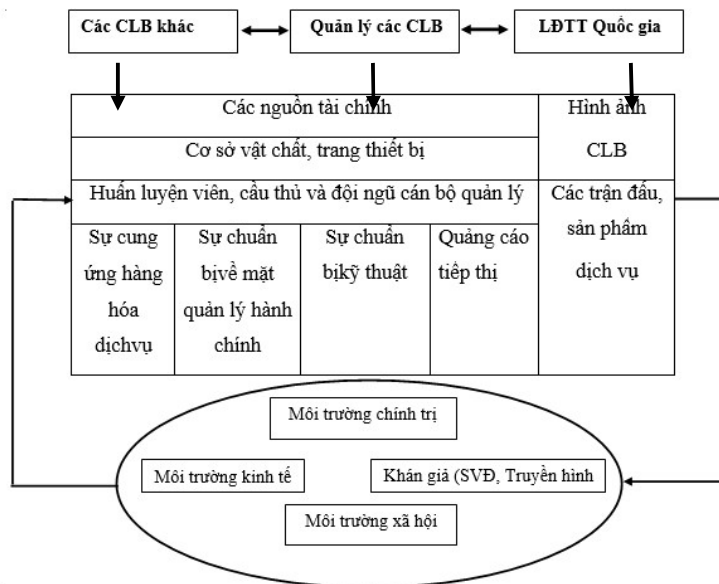 Các CLB khác
Quản lý các CLB
LĐTT Quốc gia
Các nguồn tài chính
Hình ảnh
CLB
Cơ sở vật chất, trang thiết bị
Huấn luyện viên, cầu thủ và đội ngũ cán bộ quản lý
Các trận đấu,
sản phẩm
dịch vụ
Sự cung
ứng hàng
hóa
dịchvụ
Sự chuẩn
bịvề mặt
quản lý hành
chính
Sự chuẩn
bịkỹ thuật
Quảng cáo
tiếp thị
Môi trường chính trị
Môi trường kinh tế
Khán giả (SVĐ, Truyền hình
Môi trường xã hội